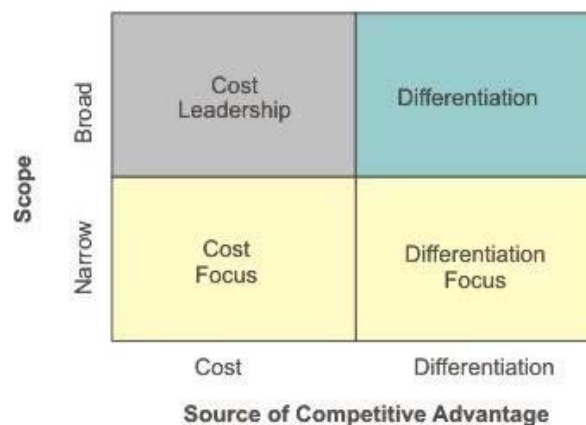 Scope
Broad
Cost
Leadership
Differentiation
Narrow
Cost
Focus
Differentiation
Focus
Cost
Differentiation
Source of Competitive Advantage